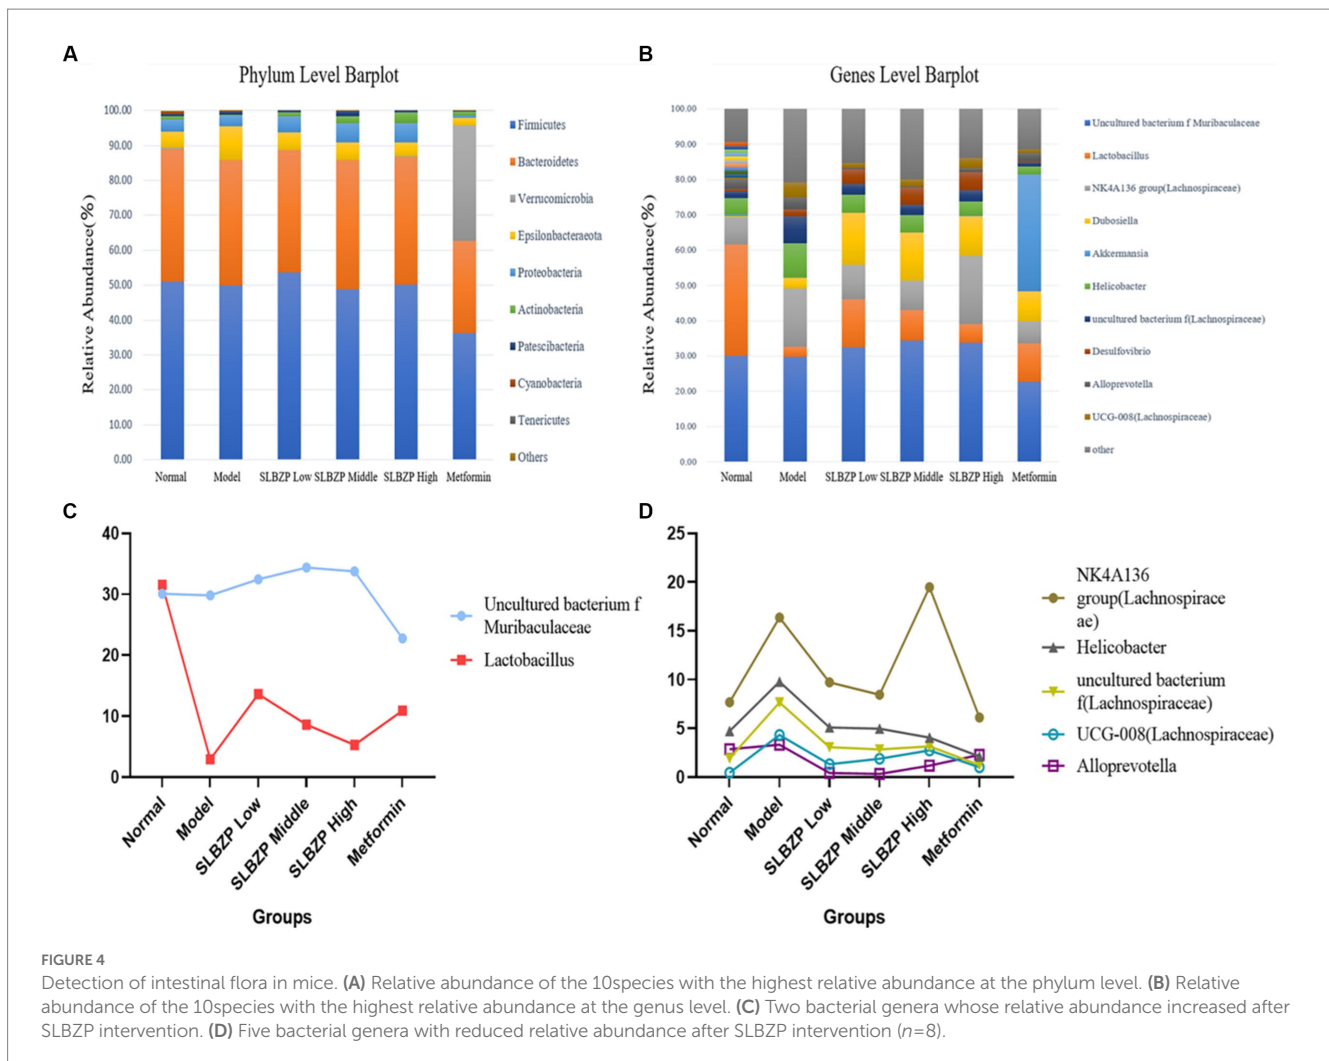 A
Phylum Level Barplot
Relative Abundance(%)
100.00
90.00
80.00
70.00
60.00
50.00
40.00
30.00
20.00
10.00
0.00
Normal
Model
SLBZP Low
SLBZP Middle
SLBZP High
Metformin
Firmicutes
Bacteroidetes
Verrucomicrobia
Epsilonbacteraeota
Proteobacteria
Actinobacteria
Patescibacteria
Cyanobacteria
Tenericutes
Others
B
Genes Level Barplot
Relative Abundance(%)
100.00
90.00
80.00
70.00
60.00
50.00
40.00
30.00
20.00
10.00
0.00
Normal
Model
SLBZP Low
SLBZP Middle
SLBZP High
Metformin
Uncultured bacterium f Muribaculaceae
Lactobacillus
NK4A136 group(Lachnospiraceae)
Dubosiella
Akkermansia
Helicobacter
uncultured bacterium f(Lachnospiraceae)
Desulfovibrio
Alloprevotella
UCG-008(Lachnospiraceae)
other
C
40
30
20
10
0
Normal
Model
SLBZP Low
SLBZP Middle
SLBZP High
Metformin
Groups
Uncultured bacterium f
Muribaculaceae
Lactobacillus
D
25
20
15
10
5
0
Normal
Model
SLBZP Low
SLBZP Middle
SLBZP High
Metformin
Groups
NK4A136
group(Lachnospirace
ae)
Helicobacter
uncultured bacterium
f(Lachnospiraceae)
UCG-008(Lachnospiraceae)
Alloprevotella
FIGURE 4
Detection of intestinal flora in mice. (A) Relative abundance of the 10species with the highest relative abundance at the phylum level. (B) Relative
abundance of the 10species with the highest relative abundance at the genus level. (C) Two bacterial genera whose relative abundance increased after
SLBZP intervention. (D) Five bacterial genera with reduced relative abundance after SLBZP intervention (n=8).